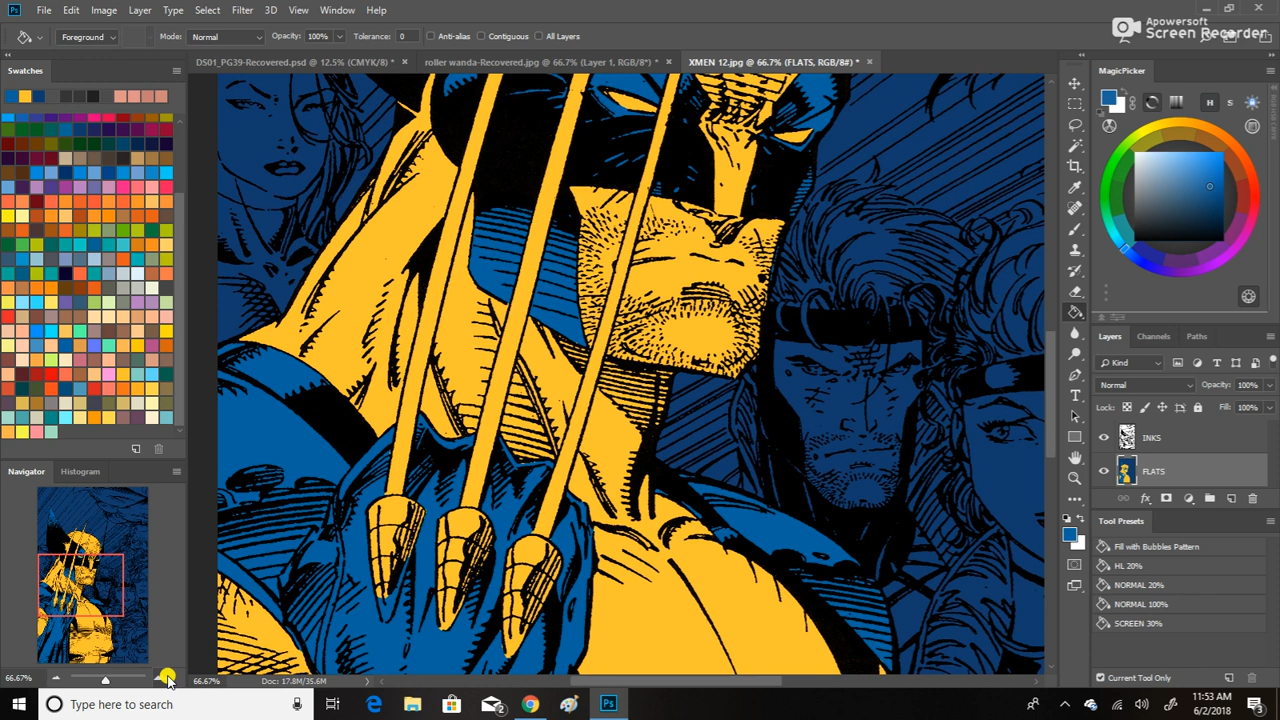 Ps File Edit Image Layer Type Select Filter 3D View Window Help
Apowersoft
Screen Recorder
Foreground Mode: Normal Opacity: 100% Tolerance: 0 Anti-alias Contiguous All Layers
DS01_PG39-Recovered.psd @ 12.5% (CMYK/8) * ×
roller wanda-Recovered.jpg @ 66.7% (Layer 1, RGB/8*) * ×
XMEN 12.jpg @ 66.7% (FLATS, RGB/8#) * ×
Swatches
MagicPicker
H S
Layers Channels Paths
Kind
Normal Opacity: 100%
Lock: Fill: 100%
INKS
FLATS
fx
Tool Presets
Fill with Bubbles Pattern
HL 20%
NORMAL 20%
NORMAL 100%
SCREEN 30%
Current Tool Only
Navigator Histogram
66.67%
66.67% Doc: 17.8M/35.6M
Type here to search
2
Ps
11:53 AM
6/2/2018
3